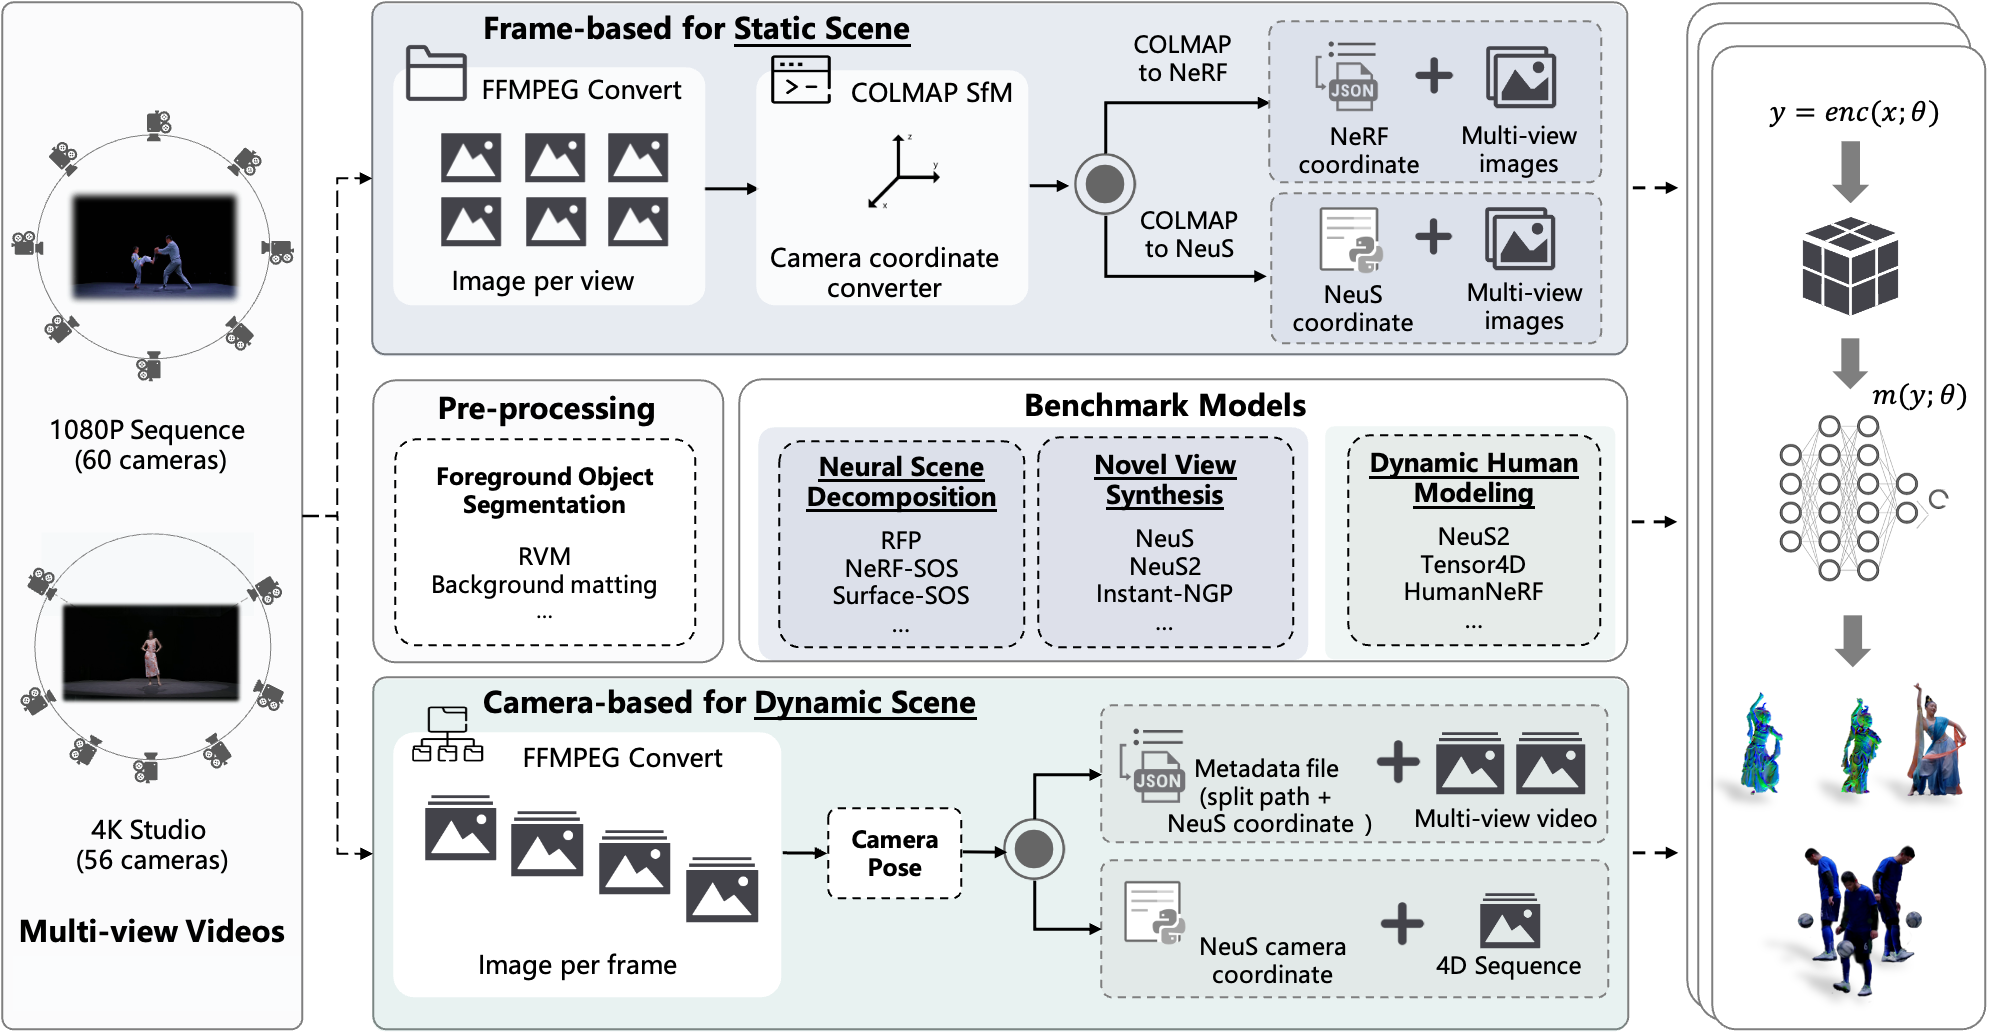 1080P Sequence
(60 cameras)
4K Studio
(56 cameras)
Multi-view Videos
Frame-based for Static Scene
FFMPEG Convert
Image per view
COLMAP SfM
z
y
x
Camera coordinate
converter
COLMAP
to NeRF
COLMAP
to NeuS
JSON
NeRF
coordinate
Multi-view
images
NeuS
coordinate
Multi-view
images
Pre-processing
Foreground Object
Segmentation
RVM
Background matting
...
Benchmark Models
Neural Scene
Decomposition
RFP
NeRF-SOS
Surface-SOS
...
Novel View
Synthesis
NeuS
NeuS2
Instant-NGP
...
Dynamic Human
Modeling
NeuS2
Tensor4D
HumanNeRF
...
Camera-based for Dynamic Scene
FFMPEG Convert
Image per frame
Camera
Pose
JSON
Metadata file
(split path +
NeuS coordinate )
Multi-view video
NeuS camera
coordinate
4D Sequence
y = enc(x; θ)
m(y; θ)